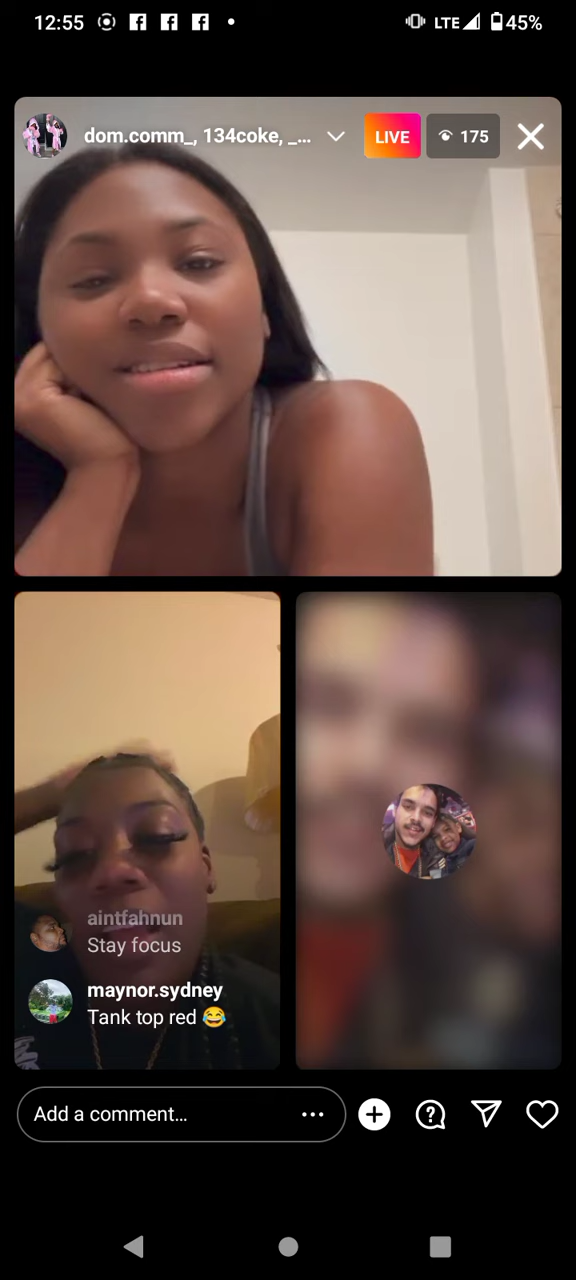 12:55 LTE 45%
dom.comm_, 134coke, _... LIVE 175
aintfahnun
Stay focus
maynor.sydney
Tank top red 😂
Add a comment...